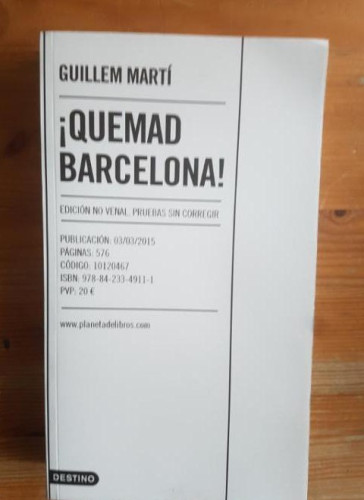 GUILLEM MARTÍ
¡QUEMAD
BARCELONA!
EDICIÓN NO VENAL. PRUEBAS SIN CORREGIR
PUBLICACIÓN: 03/03/2015
PÁGINAS: 576
CÓDIGO: 10120467
ISBN: 978-84-233-4911-1
PVP: 20 €
www.planetadelibros.com
DESTINO